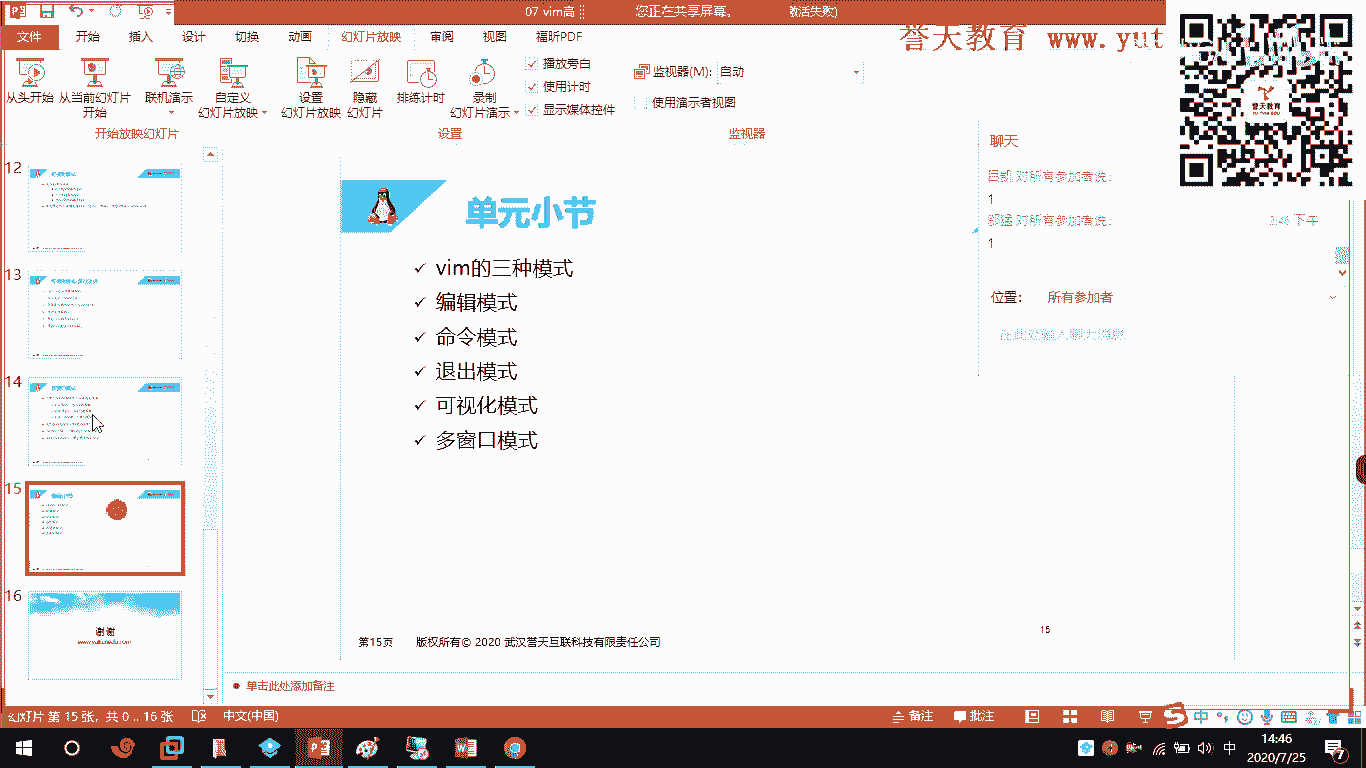 07 vim高
您正在共享屏幕。
激活失败)
文件 开始 插入 设计 切换 动画 幻灯片放映 审阅 视图 福昕PDF
誉天教育 www.yut
从头开始
从当前幻灯片
开始
联机演示
自定义
幻灯片放映
设置
幻灯片放映
隐藏
幻灯片
排练计时
录制
幻灯片演示
播放旁白
使用计时
显示媒体控件
监视器(M): 自动
使用演示者视图
开始放映幻灯片
设置
监视器
誉天教育
12
13
14
15
16
谢谢
单元小节
vim的三种模式
编辑模式
命令模式
退出模式
可视化模式
多窗口模式
第15页 版权所有© 2020 武汉誉天互联科技有限责任公司
15
聊天
对所有参加者说:
1
对所有参加者说: 2:46 下午
1
位置: 所有参加者
在此处输入聊天消息
单击此处添加备注
幻灯片 第 15 张，共 0 .. 16 张 中文(中国)
备注 批注
中
中
14:46
2020/7/25
7